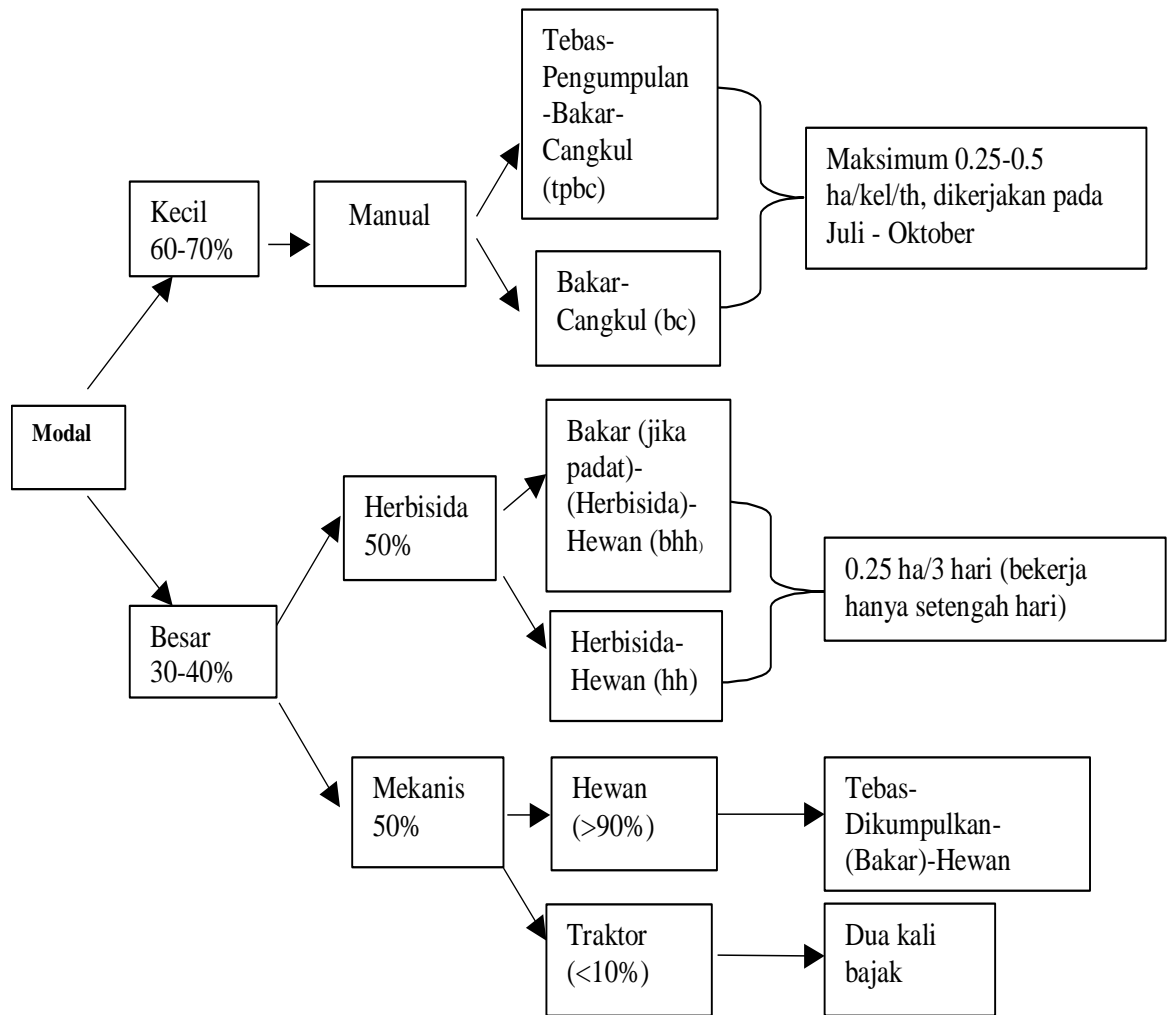 Tebas-
Pengumpulan
-Bakar-
Cangkul
(tpbc)
Maksimum 0.25-0.5
ha/kel/th, dikerjakan pada
Juli - Oktober
Kecil
60-70%
Manual
Bakar-
Cangkul (bc)
Modal
Bakar (jika
padat)-
(Herbisida)-
Hewan (bhh)
Herbisida
50%
0.25 ha/3 hari (bekerja
hanya setengah hari)
Besar
30-40%
Herbisida-
Hewan (hh)
Mekanis
50%
Hewan
(>90%)
Tebas-
Dikumpulkan-
(Bakar)-Hewan
Traktor
(<10%)
Dua kali
bajak